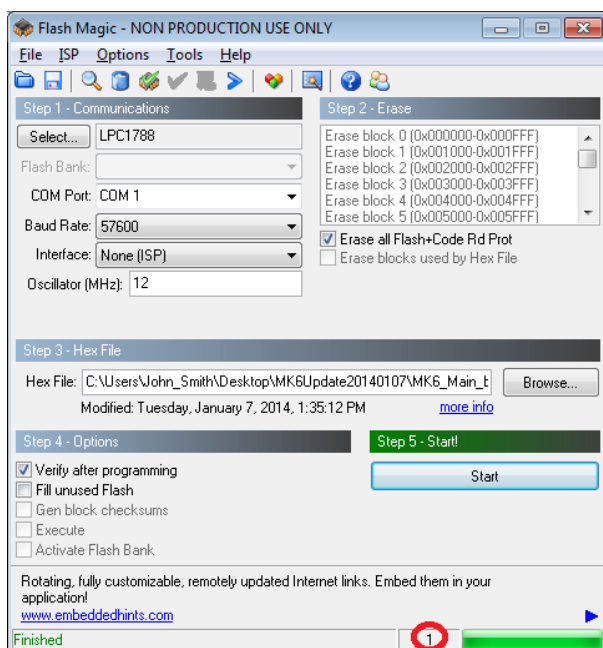 Flash Magic - NON PRODUCTION USE ONLY
File ISP Options Tools Help
Step 1 - Communications
Select... LPC1788
Flash Bank:
COM Port: COM 1
Baud Rate: 57600
Interface: None (ISP)
Oscillator (MHz): 12
Step 2 - Erase
Erase block 0 (0x000000-0x000FFF)
Erase block 1 (0x001000-0x001FFF)
Erase block 2 (0x002000-0x002FFF)
Erase block 3 (0x003000-0x003FFF)
Erase block 4 (0x004000-0x004FFF)
Erase block 5 (0x005000-0x005FFF)
Erase all Flash+Code Rd Prot
Erase blocks used by Hex File
Step 3 - Hex File
Hex File: C:\Users\John_Smith\Desktop\MK6Update20140107\MK6_Main_t Browse...
Modified: Tuesday, January 7, 2014, 1:35:12 PM more info
Step 4 - Options
Verify after programming
Fill unused Flash
Gen block checksums
Execute
Activate Flash Bank
Step 5 - Start!
Start
Rotating, fully customizable, remotely updated Internet links. Embed them in your
application!
www.embeddedhints.com
Finished 1